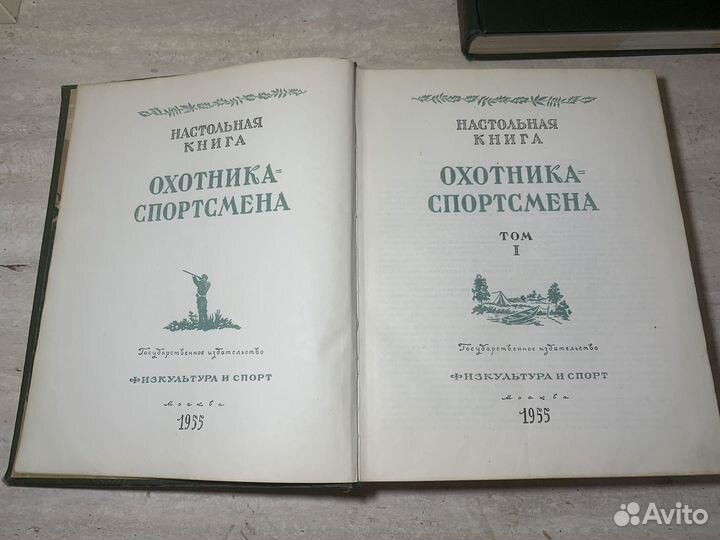 НАСТОЛЬНАЯ
КНИГА
ОХОТНИКА-
СПОРТСМЕНА
Государственное издательство
ФИЗКУЛЬТУРА И СПОРТ
Москва
1955
НАСТОЛЬНАЯ
КНИГА
ОХОТНИКА-
СПОРТСМЕНА
ТОМ
I
Государственное издательство
ФИЗКУЛЬТУРА И СПОРТ
Москва
1955
Avito